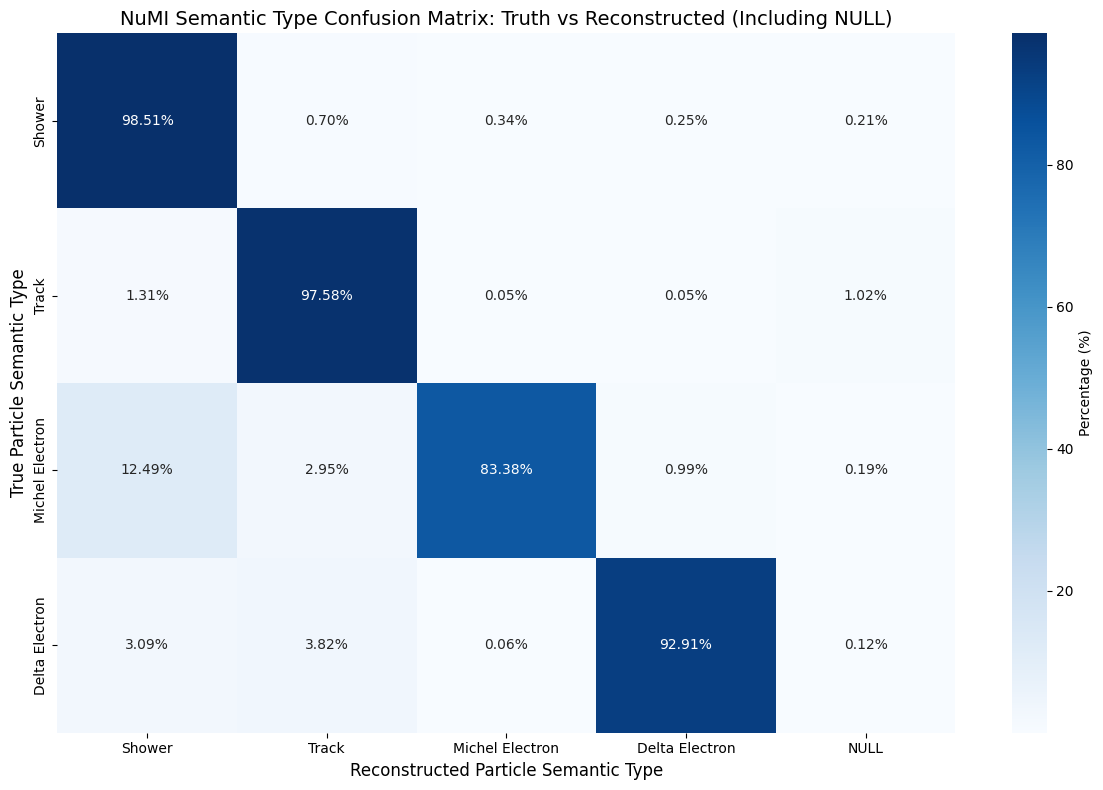 NuMI Semantic Type Confusion Matrix: Truth vs Reconstructed (Including NULL)
True Particle Semantic Type
Shower
98.51%
0.70%
0.34%
0.25%
0.21%
Track
1.31%
97.58%
0.05%
0.05%
1.02%
Michel Electron
12.49%
2.95%
83.38%
0.99%
0.19%
Delta Electron
3.09%
3.82%
0.06%
92.91%
0.12%
Shower
Track
Michel Electron
Delta Electron
NULL
Reconstructed Particle Semantic Type
80
60
40
20
Percentage (%)